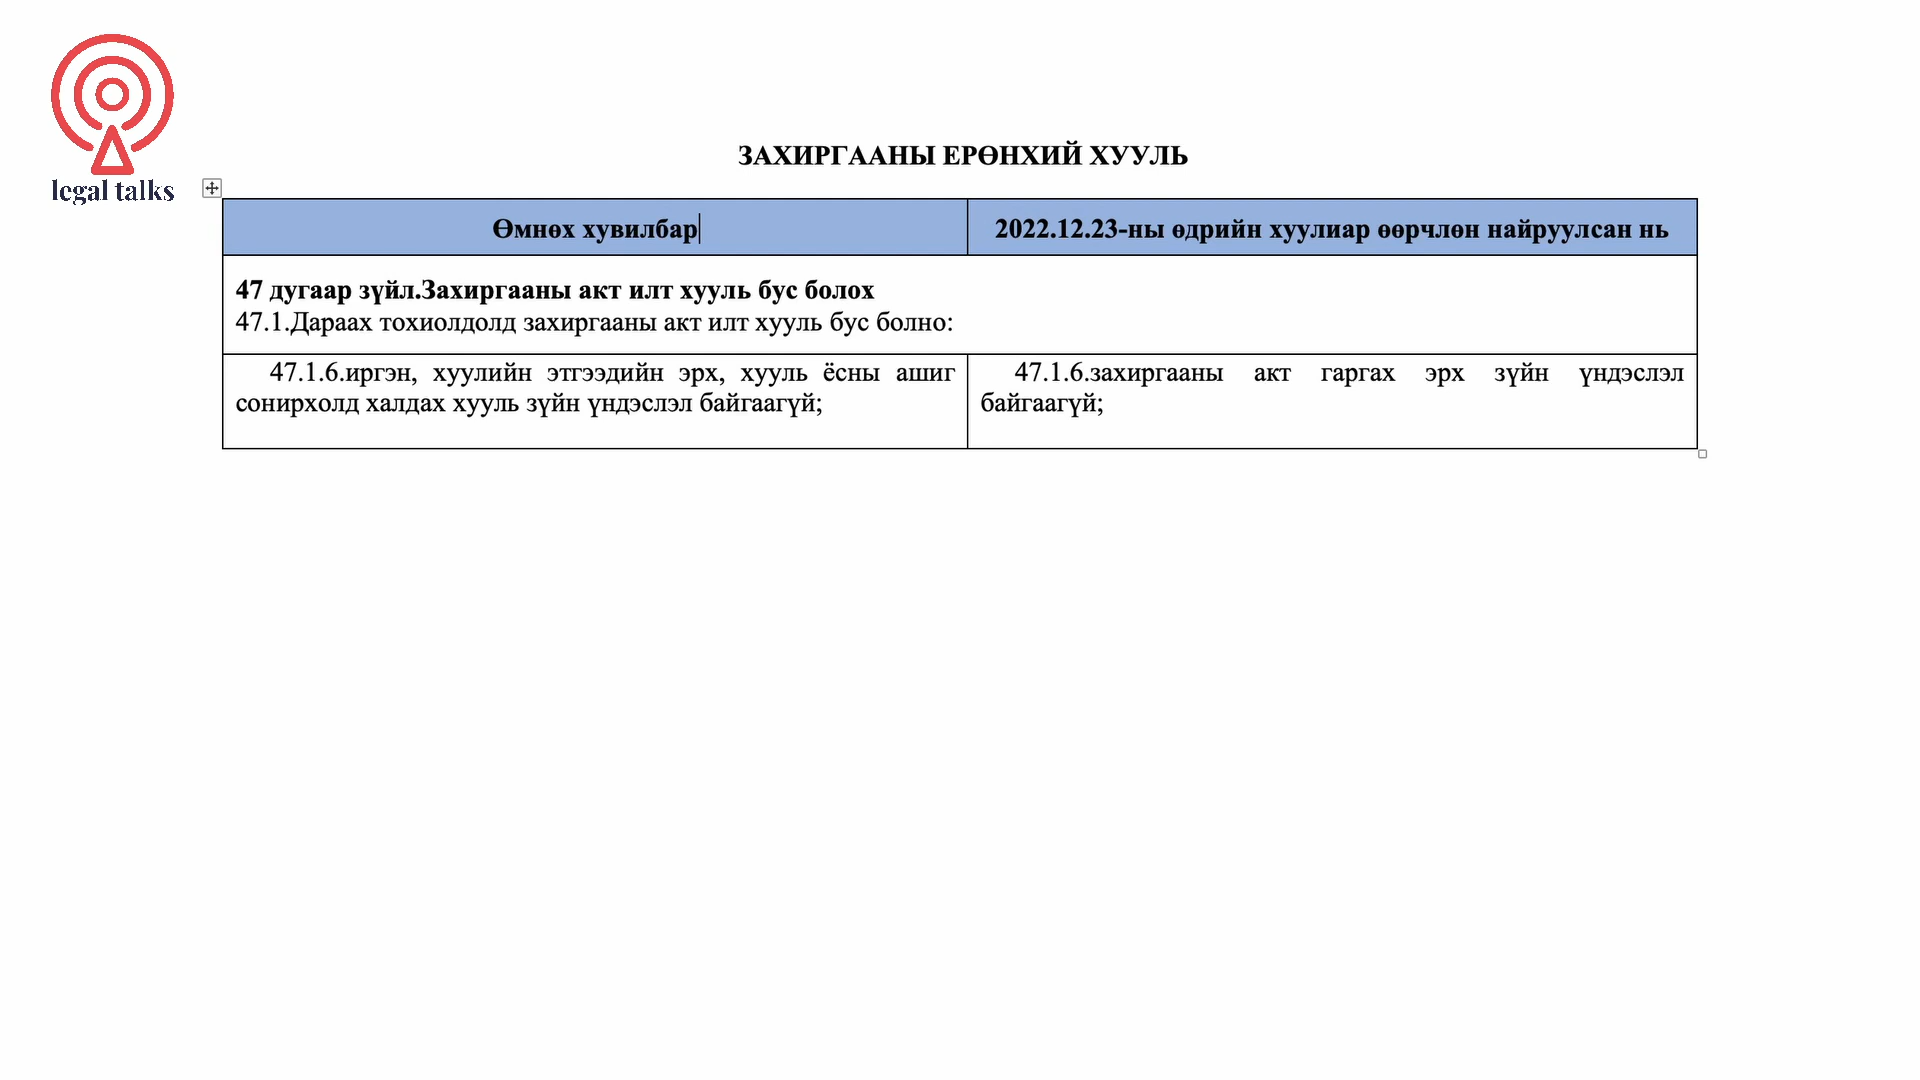 legal talks
ЗАХИРГААНЫ ЕРӨНХИЙ ХУУЛЬ
Өмнөх хувилбар
2022.12.23-ны өдрийн хуулиар өөрчлөн найруулсан нь
47 дугаар зүйл.Захиргааны акт илт хууль бус болох
47.1.Дараах тохиолдолд захиргааны акт илт хууль бус болно:
47.1.6.иргэн, хуулийн этгээдийн эрх, хууль ёсны ашиг
сонирхолд халдах хууль зүйн үндэслэл байгаагүй;
47.1.6.захиргааны акт гаргах эрх зүйн үндэслэл
байгаагүй;